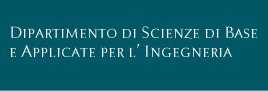 Dipartimento di Scienze di Base
e Applicate per l' Ingegneria